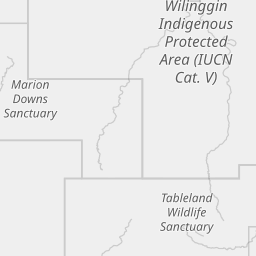 Wilinggin
Indigenous
Protected
Area (IUCN
Cat. V)
Marion
Downs
Sanctuary
Tableland
Wildlife
Sanctuary